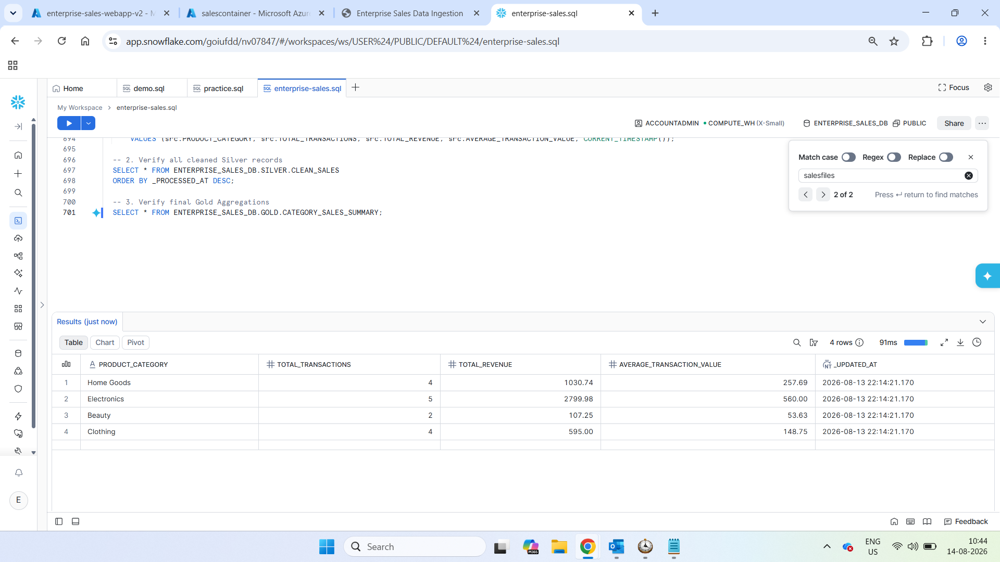 enterprise-sales-webapp-v2 - M
salescontainer - Microsoft Azur
Enterprise Sales Data Ingestion
enterprise-sales.sql
app.snowflake.com/goiufdd/nv07847/#/workspaces/ws/USER%24/PUBLIC/DEFAULT%24/enterprise-sales.sql
Home
SQL demo.sql
SQL practice.sql
SQL enterprise-sales.sql
Focus
My Workspace > enterprise-sales.sql
ACCOUNTADMIN
COMPUTE_WH (X-Small)
ENTERPRISE_SALES_DB
PUBLIC
Share
694 VALUES (src.PRODUCT_CATEGORY, src.TOTAL_TRANSACTIONS, src.TOTAL_REVENUE, src.AVERAGE_TRANSACTION_VALUE, CURRENT_TIMESTAMP());
695
696 -- 2. Verify all cleaned Silver records
697 SELECT * FROM ENTERPRISE_SALES_DB.SILVER.CLEAN_SALES
698 ORDER BY _PROCESSED_AT DESC;
699
700 -- 3. Verify final Gold Aggregations
701 SELECT * FROM ENTERPRISE_SALES_DB.GOLD.CATEGORY_SALES_SUMMARY;
Match case Regex Replace
salesfiles
2 of 2 Press ↵ return to find matches
Results (just now)
Table Chart Pivot
4 rows 91ms
PRODUCT_CATEGORY TOTAL_TRANSACTIONS TOTAL_REVENUE AVERAGE_TRANSACTION_VALUE NT _UPDATED_AT
1 Home Goods 4 1030.74 257.69 2026-08-13 22:14:21.170
2 Electronics 5 2799.98 560.00 2026-08-13 22:14:21.170
3 Beauty 2 107.25 53.63 2026-08-13 22:14:21.170
4 Clothing 4 595.00 148.75 2026-08-13 22:14:21.170
E
Feedback
Search
M365
ENG
US
10:44
14-08-2026